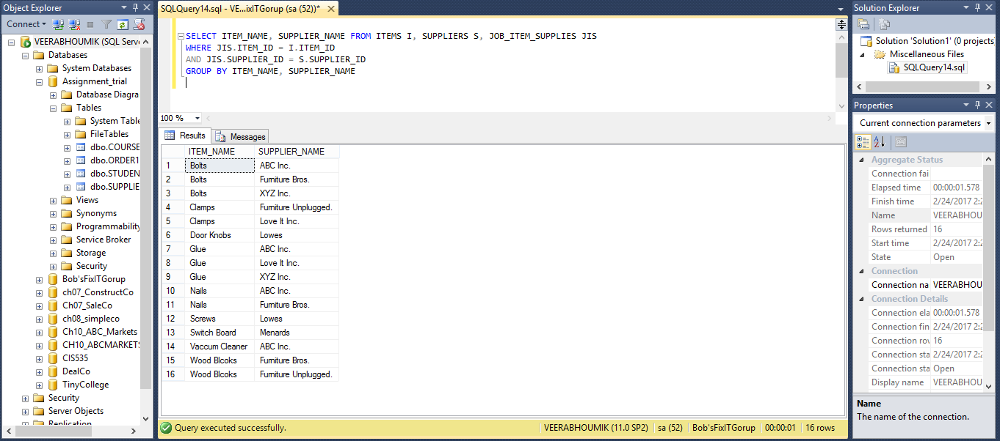 Object Explorer
Connect
VEERABHOUMIK (SQL Serve
Databases
System Databases
Assignment_trial
Database Diagra
Tables
System Table
FileTables
dbo.COURSE
dbo.ORDER1
dbo.STUDEN
dbo.SUPPLIE
Views
Synonyms
Programmability
Service Broker
Storage
Security
Bob'sFixITGorup
ch07_ConstructCo
Ch07_SaleCo
ch08_simpleco
Ch10_ABC_Markets
CH10_ABCMARKETS
CIS535
DealCo
TinyCollege
Security
Server Objects
Replication
SQLQuery14.sql - VE...ixITGorup (sa (52))*
SELECT ITEM_NAME, SUPPLIER_NAME FROM ITEMS I, SUPPLIERS S, JOB_ITEM_SUPPLIES JIS
WHERE JIS.ITEM_ID = I.ITEM_ID
AND JIS.SUPPLIER_ID = S.SUPPLIER_ID
GROUP BY ITEM_NAME, SUPPLIER_NAME
100 %
Results Messages
ITEM_NAME SUPPLIER_NAME
1 Bolts ABC Inc.
2 Bolts Furniture Bros.
3 Bolts XYZ Inc.
4 Clamps Furniture Unplugged.
5 Clamps Love It Inc.
6 Door Knobs Lowes
7 Glue ABC Inc.
8 Glue Love It Inc.
9 Glue XYZ Inc.
10 Nails ABC Inc.
11 Nails Furniture Bros.
12 Screws Lowes
13 Switch Board Menards
14 Vaccum Cleaner ABC Inc.
15 Wood Blcoks Furniture Bros.
16 Wood Blcoks Furniture Unplugged.
Query executed successfully. VEERABHOUMIK (11.0 SP2) sa (52) Bob'sFixITGorup 00:00:01 16 rows
Solution Explorer
Solution 'Solution1' (0 projects
Miscellaneous Files
SQLQuery14.sql
Properties
Current connection parameters
Aggregate Status
Connection fai
Elapsed time 00:00:01.578
Finish time 2/24/2017 2:2
Name VEERABHOU
Rows returned 16
Start time 2/24/2017 2:2
State Open
Connection
Connection na VEERABHOU
Connection Details
Connection ela 00:00:01.578
Connection fin 2/24/2017 2:2
Connection rov 16
Connection sta 2/24/2017 2:2
Connection sta Open
Display name VEERABHOU
Name
The name of the connection.